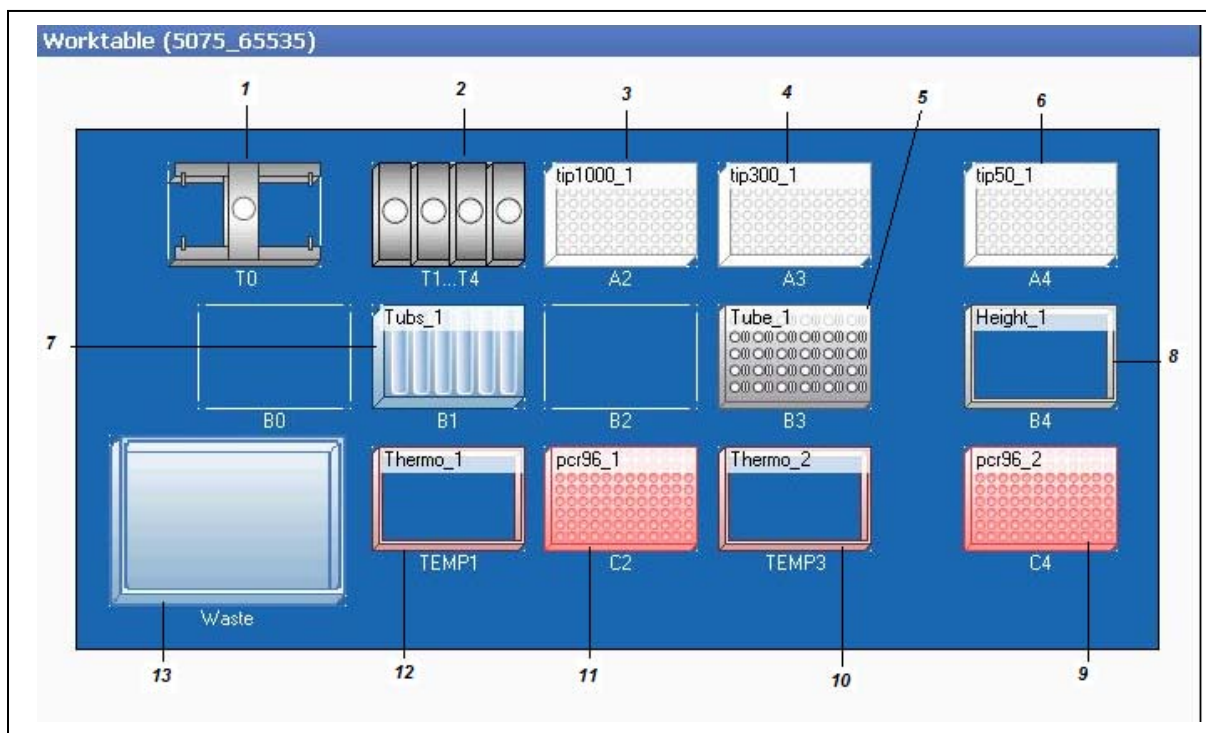 Worktable (5075_65535)
1 2 3 4 5 6
tip1000_1 tip300_1 tip50_1
T0 T1...T4 A2 A3 A4
Tubs_1 Tube_1 Height_1
7 8
B0 B1 B2 B3 B4
Thermo_1 pcr96_1 Thermo_2 pcr96_2
TEMP1 C2 TEMP3 C4
Waste
13 12 11 10 9